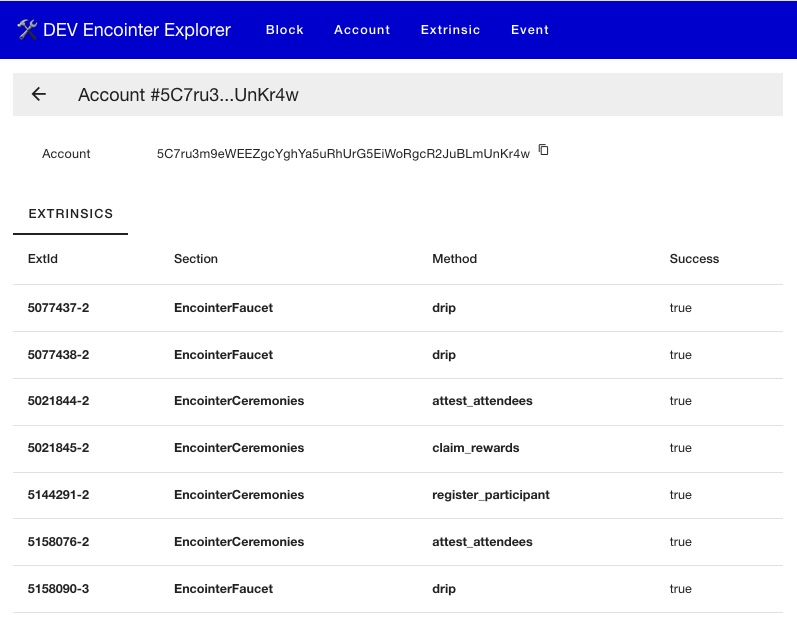 DEV Encointer Explorer Block Account Extrinsic Event
Account #5C7ru3...UnKr4w
Account 5C7ru3m9eWEEZgcYghYa5uRhUrG5EiWoRgcR2JuBLmUnKr4w
EXTRINSICS
ExtId Section Method Success
5077437-2 EncointerFaucet drip true
5077438-2 EncointerFaucet drip true
5021844-2 EncointerCeremonies attest_attendees true
5021845-2 EncointerCeremonies claim_rewards true
5144291-2 EncointerCeremonies register_participant true
5158076-2 EncointerCeremonies attest_attendees true
5158090-3 EncointerFaucet drip true